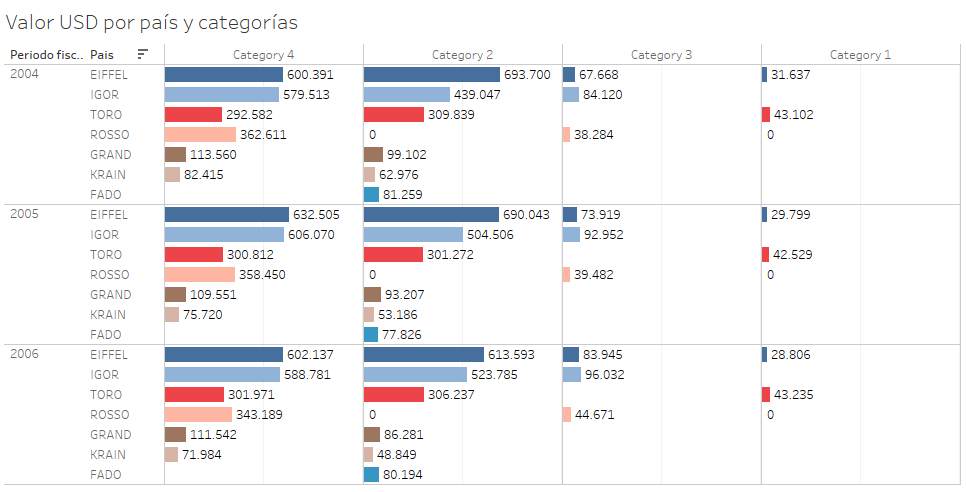 Valor USD por país y categorías
Periodo fisc.. Pais Category 4 Category 2 Category 3 Category 1
2004 EIFFEL 600.391 693.700 67.668 31.637
IGOR 579.513 439.047 84.120
TORO 292.582 309.839 43.102
ROSSO 362.611 0 38.284 0
GRAND 113.560 99.102
KRAIN 82.415 62.976
FADO 81.259
2005 EIFFEL 632.505 690.043 73.919 29.799
IGOR 606.070 504.506 92.952
TORO 300.812 301.272 42.529
ROSSO 358.450 0 39.482 0
GRAND 109.551 93.207
KRAIN 75.720 53.186
FADO 77.826
2006 EIFFEL 602.137 613.593 83.945 28.806
IGOR 588.781 523.785 96.032
TORO 301.971 306.237 43.235
ROSSO 343.189 0 44.671 0
GRAND 111.542 86.281
KRAIN 71.984 48.849
FADO 80.194